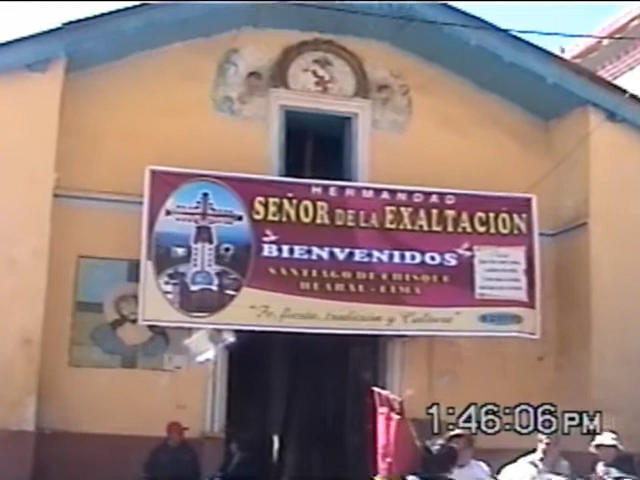 HERMANDAD
SEÑOR DE LA EXALTACIÓN
BIENVENIDOS
SANTIAGO DE CHISQUE
HUARAL - LIMA
"Fe, fiesta, tradición y Cultura"
1:46:06 PM